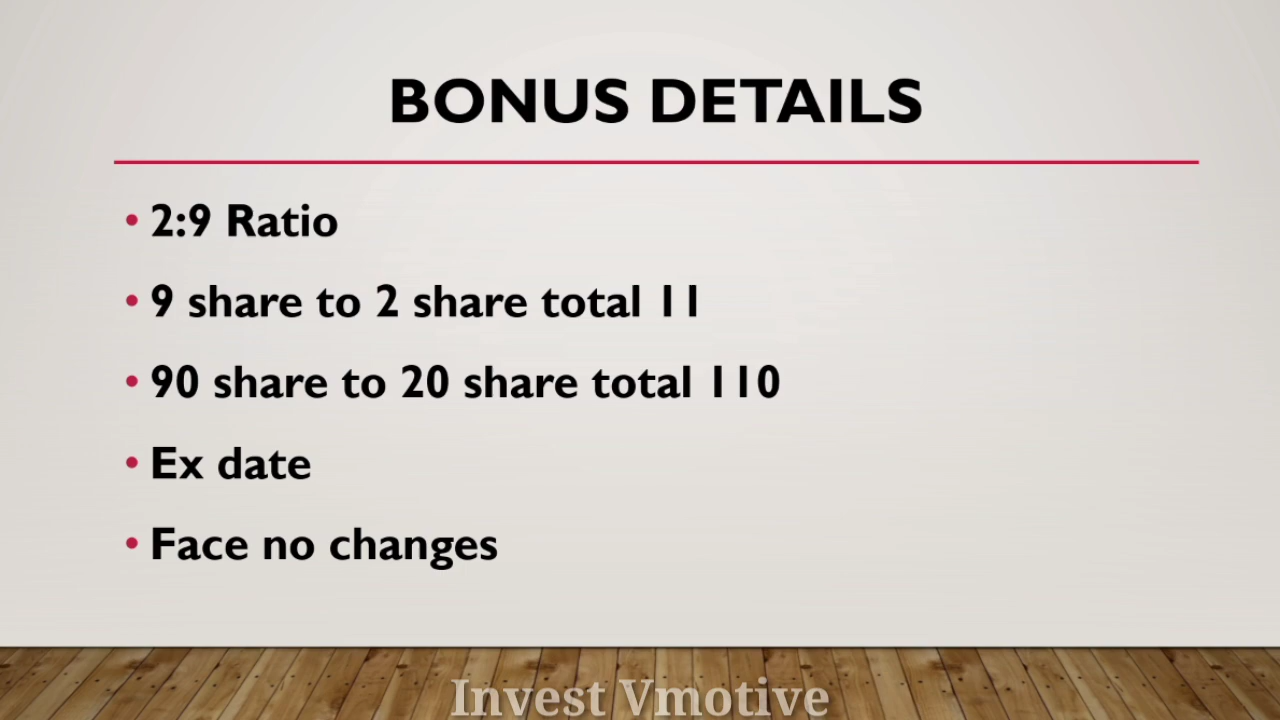 BONUS DETAILS
• 2:9 Ratio
• 9 share to 2 share total 11
• 90 share to 20 share total 110
• Ex date
• Face no changes
Invest Vmotive